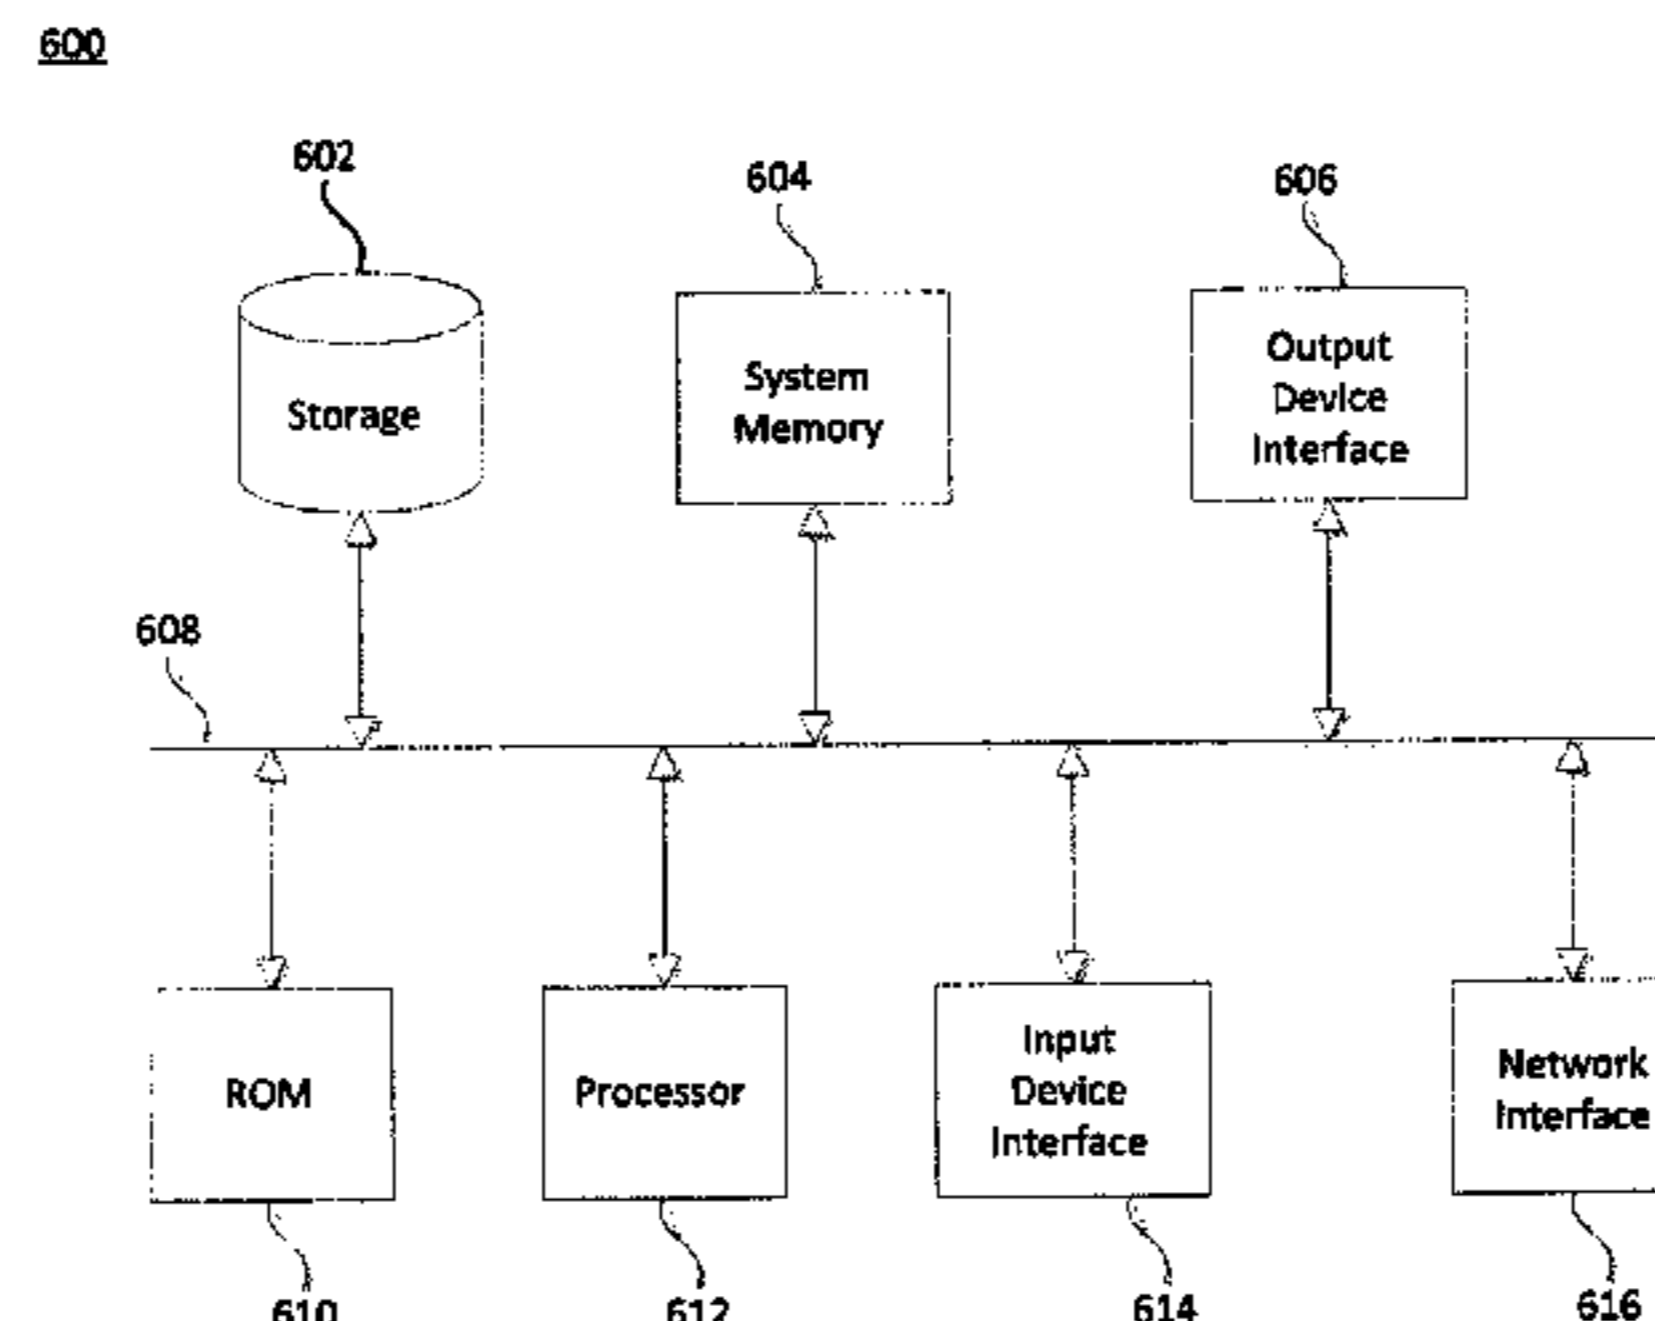 600
602
604
606
Storage
System
Memory
Output
Device
Interface
608
ROM
Processor
Input
Device
Interface
Network
Interface
610
612
614
616